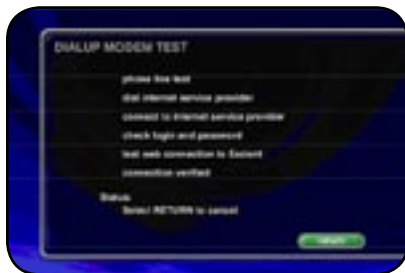 DIALUP MODEM TEST
phone line test
dial internet service provider
connect to internet service provider
check login and password
test web connection to Escient
connection verified
Status:
Select RETURN to cancel